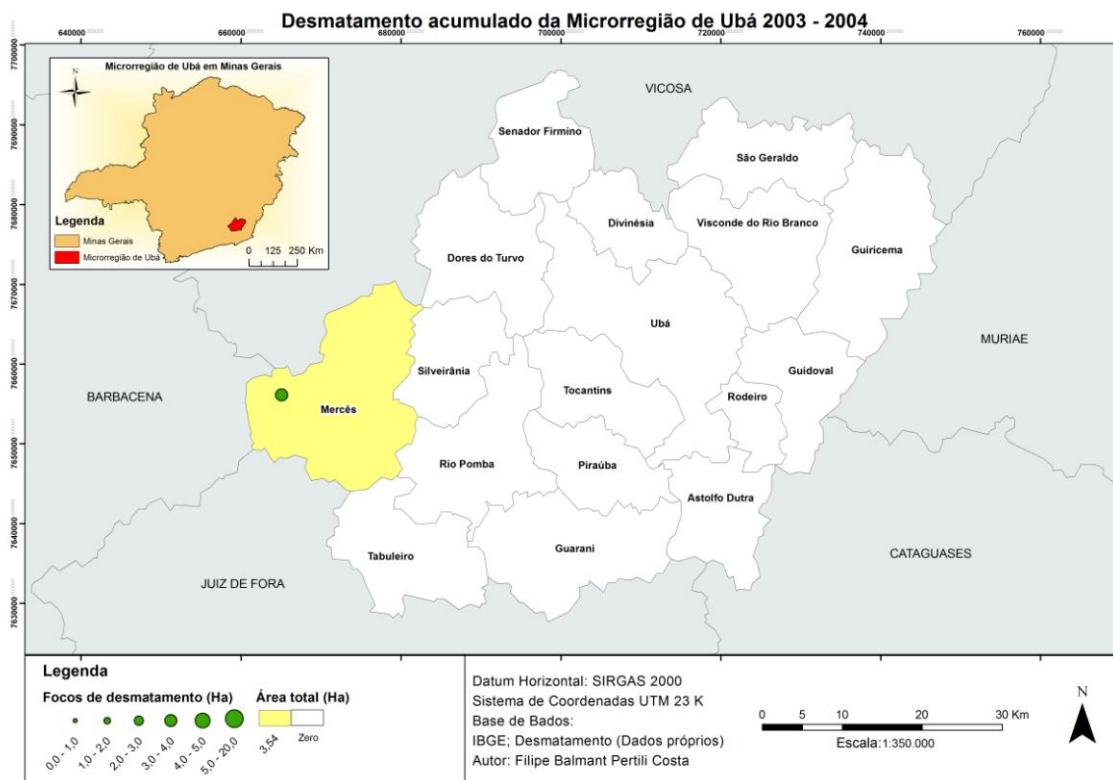 Desmatamento acumulado da Microrregião de Ubá 2003 - 2004
640000 660000 680000 700000 720000 740000 760000
7700000
7690000
7680000
7670000
7660000
7650000
7640000
7630000
Microrregião de Ubá em Minas Gerais
N
Legenda
Minas Gerais
Microrregião de Ubá
0 125 250 Km
VICOSA
Senador Firmino
São Geraldo
Divinésia
Visconde do Rio Branco
Guiricema
Dores do Turvo
Ubá
MURIAE
Silveirânia
Guidoval
BARBACENA
Tocantins
Rodeiro
Mercês
Rio Pomba
Piraúba
Astolfo Dutra
Guarani
Tabuleiro
CATAGUASES
JUIZ DE FORA
Legenda
Focos de desmatamento (Ha)
0,0 - 1,0
1,0 - 2,0
2,0 - 3,0
3,0 - 4,0
4,0 - 5,0
5,0 - 20,0
Área total (Ha)
3,54
Zero
Datum Horizontal: SIRGAS 2000
Sistema de Coordenadas UTM 23 K
Base de Bados:
IBGE; Desmatamento (Dados próprios)
Autor: Filipe Balmant Pertili Costa
0 5 10 20 30 Km
Escala:1:350.000
N